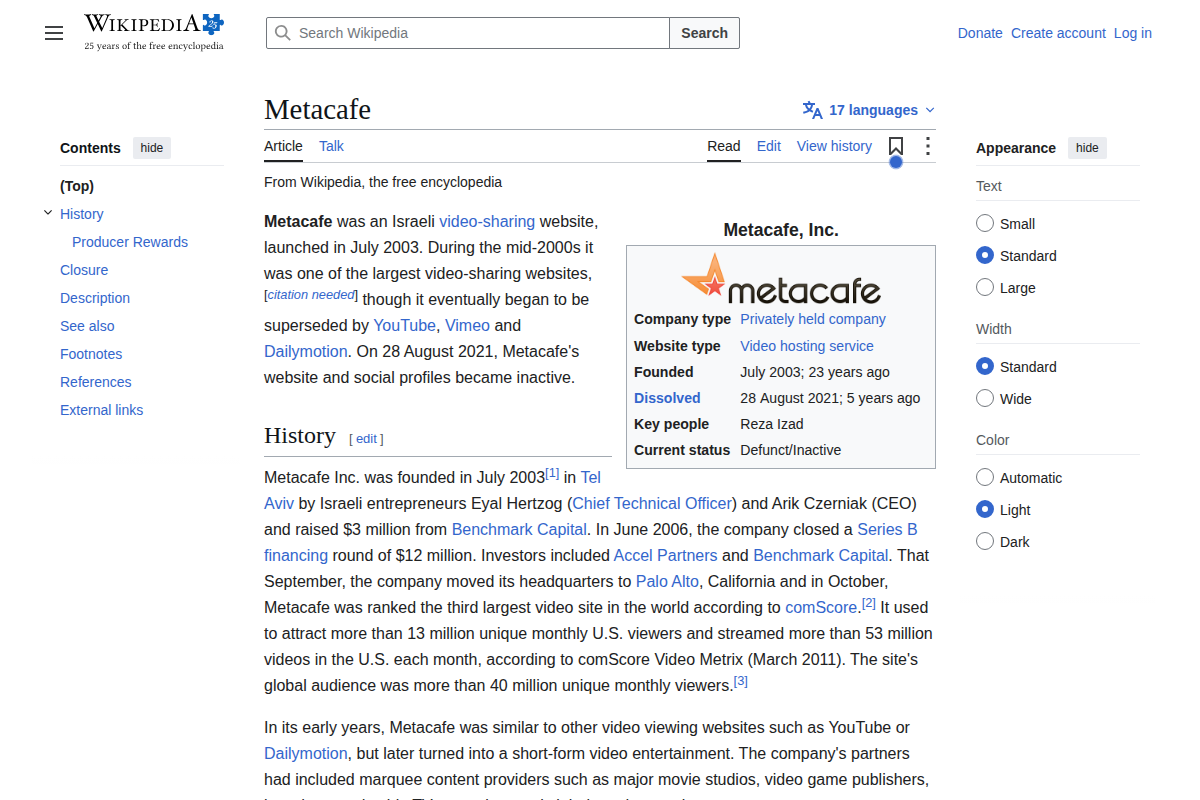 WIKIPEDIA 25
25 years of the free encyclopedia
Search Wikipedia
Search
Donate Create account Log in
Contents hide
(Top)
History
Producer Rewards
Closure
Description
See also
Footnotes
References
External links
Metacafe
17 languages
Article Talk
Read Edit View history
From Wikipedia, the free encyclopedia
Metacafe was an Israeli video-sharing website,
launched in July 2003. During the mid-2000s it
was one of the largest video-sharing websites,
[citation needed] though it eventually began to be
superseded by YouTube, Vimeo and
Dailymotion. On 28 August 2021, Metacafe's
website and social profiles became inactive.
Metacafe, Inc.
metacafe
Company type Privately held company
Website type Video hosting service
Founded July 2003; 23 years ago
Dissolved 28 August 2021; 5 years ago
Key people Reza Izad
Current status Defunct/Inactive
History [ edit ]
Metacafe Inc. was founded in July 2003[1] in Tel
Aviv by Israeli entrepreneurs Eyal Hertzog (Chief Technical Officer) and Arik Czerniak (CEO)
and raised $3 million from Benchmark Capital. In June 2006, the company closed a Series B
financing round of $12 million. Investors included Accel Partners and Benchmark Capital. That
September, the company moved its headquarters to Palo Alto, California and in October,
Metacafe was ranked the third largest video site in the world according to comScore.[2] It used
to attract more than 13 million unique monthly U.S. viewers and streamed more than 53 million
videos in the U.S. each month, according to comScore Video Metrix (March 2011). The site's
global audience was more than 40 million unique monthly viewers.[3]
In its early years, Metacafe was similar to other video viewing websites such as YouTube or
Dailymotion, but later turned into a short-form video entertainment. The company's partners
had included marquee content providers such as major movie studios, video game publishers,
Appearance hide
Text
Small
Standard
Large
Width
Standard
Wide
Color
Automatic
Light
Dark